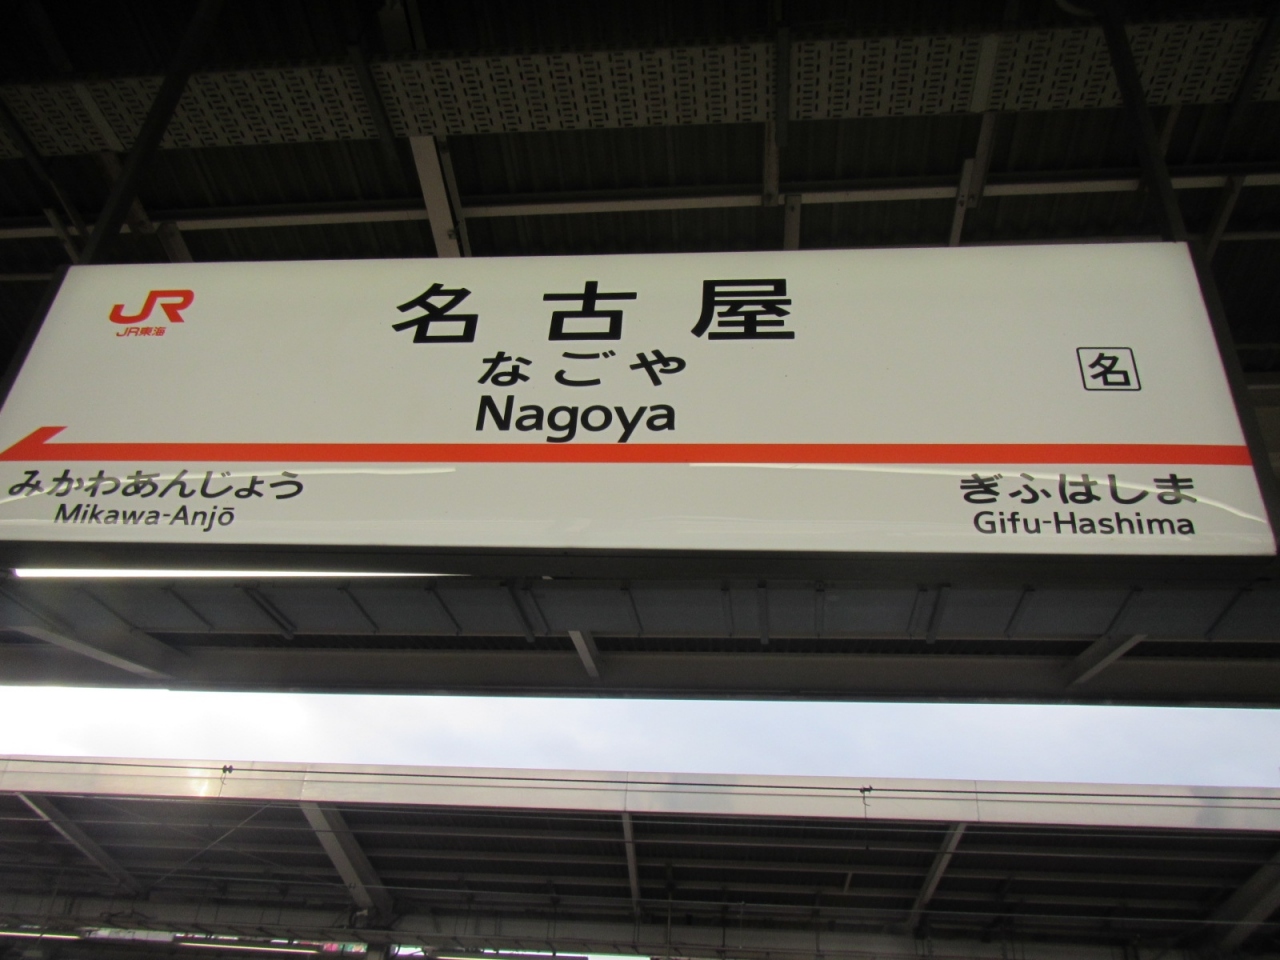 JR
JR東海
名古屋
なごや
Nagoya
名
みかわあんじょう
Mikawa-Anjō
ぎふはしま
Gifu-Hashima